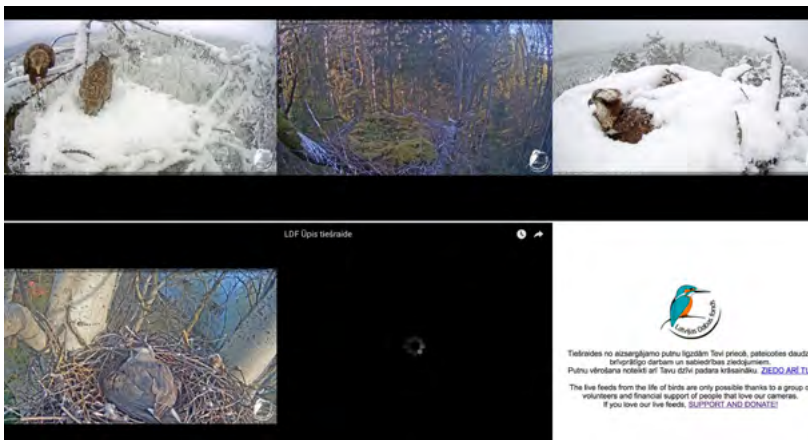 LDF Ūpis tiešraide
Latvijas Dabas fonds
Tiešraides no aizsargājamo putnu ligzdām Tevi priecē, pateicoties daudz
brīvprātīgo darbam un sabiedrības ziedojumiem.
Putnu vērošana noteikti arī Tavu dzīvi padara krāsaināku. ZIEDO ARĪ TU
The live feeds from the life of birds are only possible thanks to a group o
volunteers and financial support of people that love our cameras.
If you love our live feeds, SUPPORT AND DONATE!